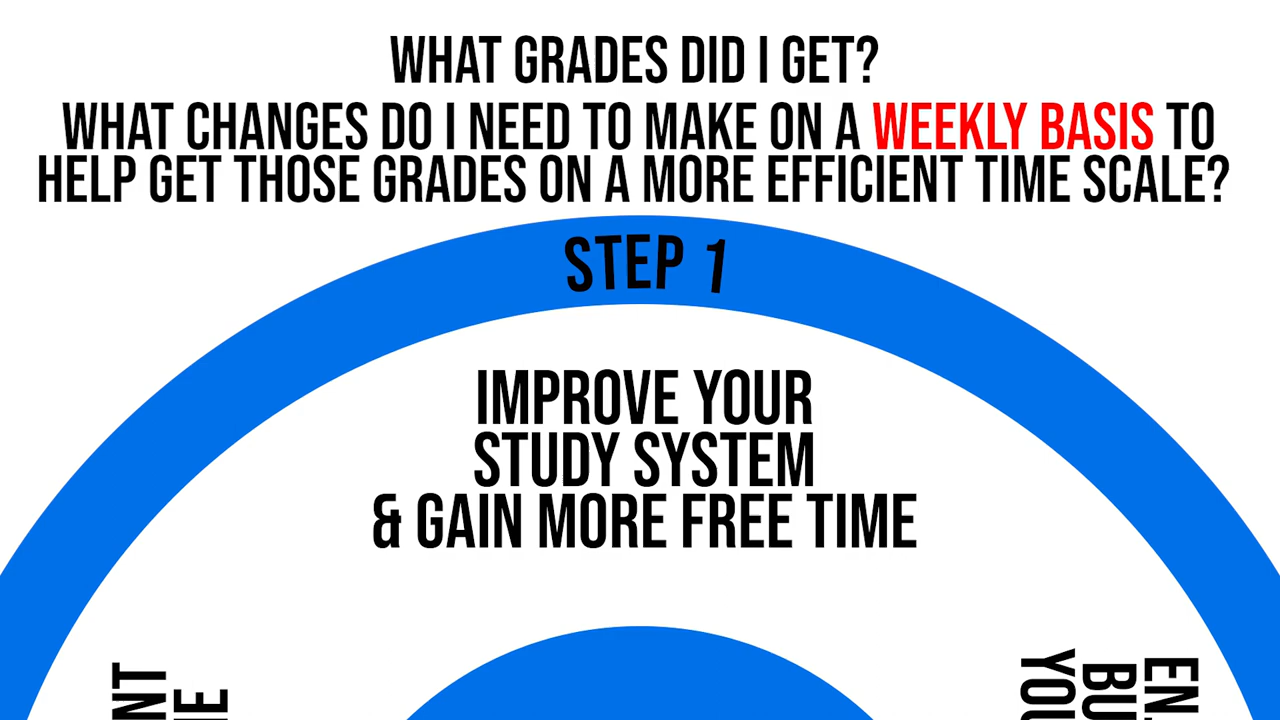 WHAT GRADES DID I GET?
WHAT CHANGES DO I NEED TO MAKE ON A WEEKLY BASIS TO
HELP GET THOSE GRADES ON A MORE EFFICIENT TIME SCALE?
STEP 1
IMPROVE YOUR
STUDY SYSTEM
& GAIN MORE FREE TIME